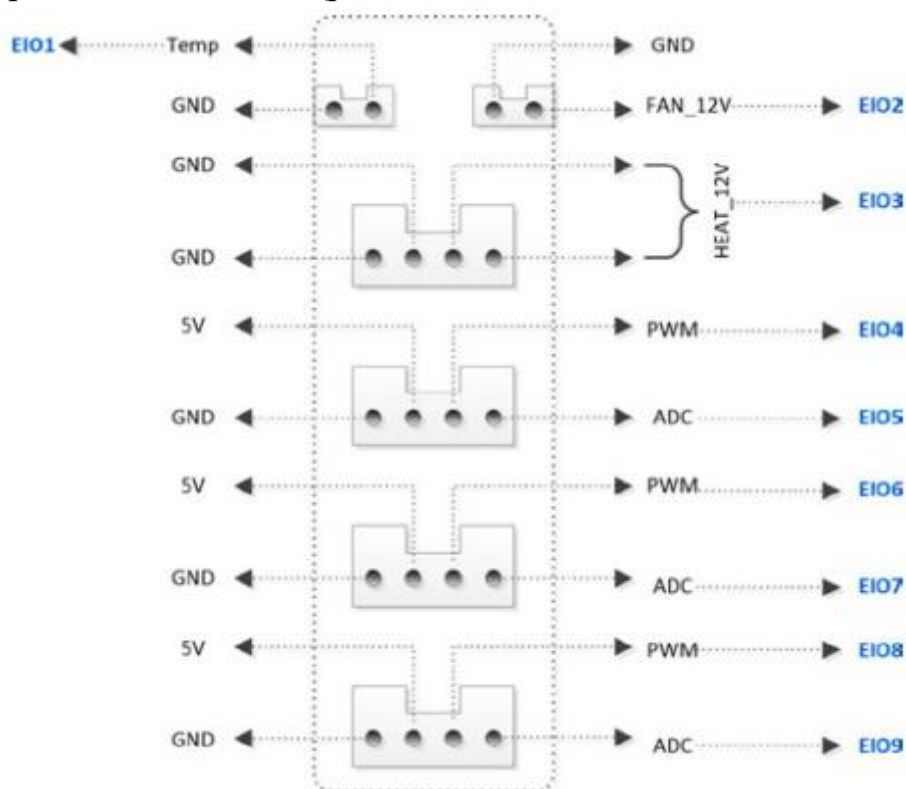 EIO1 Temp GND
GND FAN_12V EIO2
GND
HEAT_12V EIO3
GND
5V PWM EIO4
GND ADC EIO5
5V PWM EIO6
GND ADC EIO7
5V PWM EIO8
GND ADC EIO9